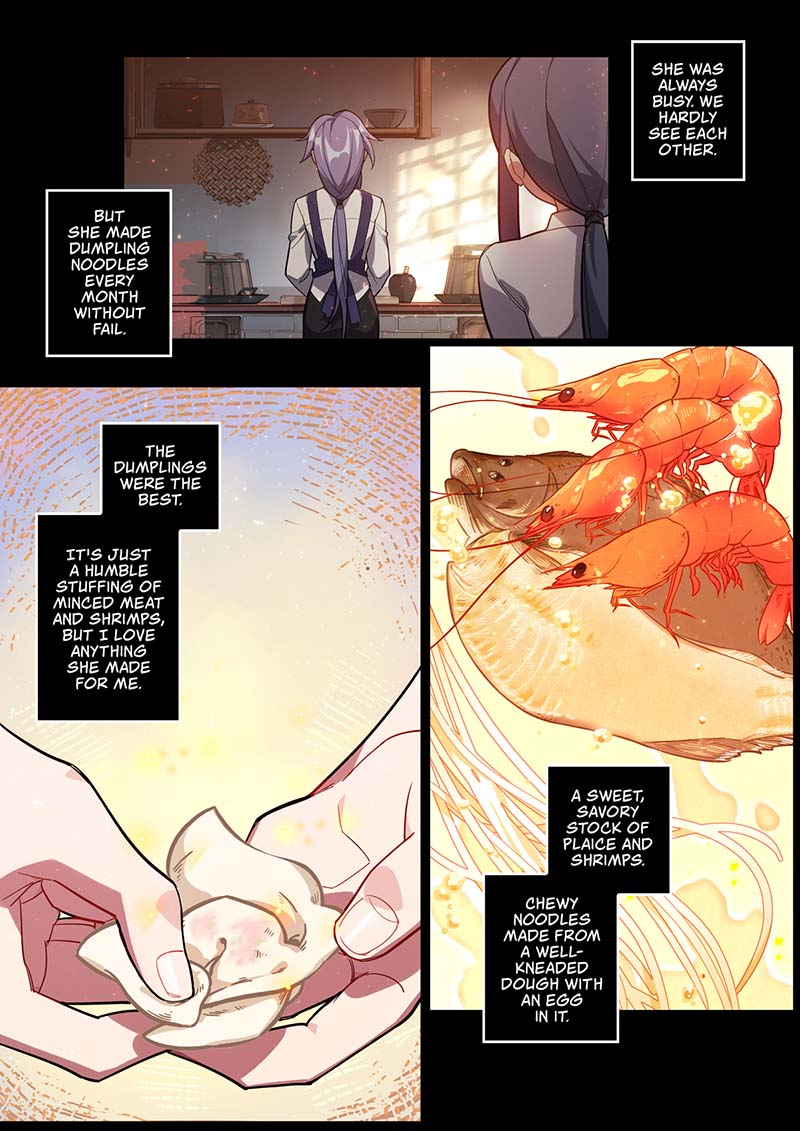 SHE WAS
ALWAYS
BUSY. WE
HARDLY
SEE EACH
OTHER.
BUT
SHE MADE
DUMPLING
NOODLES
EVERY
MONTH
WITHOUT
FAIL.
THE
DUMPLINGS
WERE THE
BEST.
IT'S JUST
A HUMBLE
STUFFING OF
MINCED MEAT
AND SHRIMPS,
BUT I LOVE
ANYTHING
SHE MADE
FOR ME.
A SWEET,
SAVORY
STOCK OF
PLAICE AND
SHRIMPS.
CHEWY
NOODLES
MADE FROM
A WELL-
KNEADED
DOUGH WITH
AN EGG
IN IT.